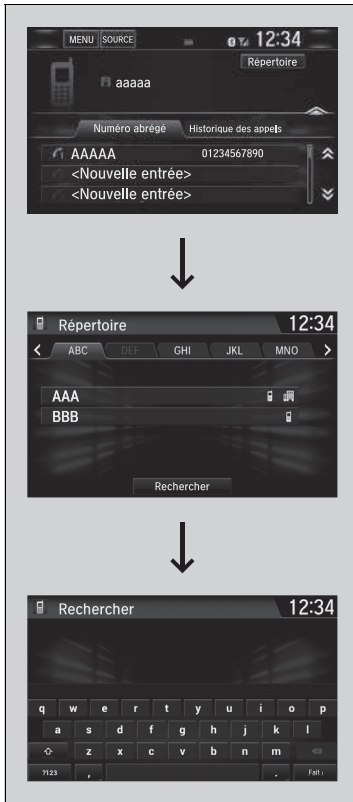 MENU SOURCE 12:34
Répertoire
aaaaa
Numéro abrégé Historique des appels
AAAAA 01234567890
<Nouvelle entrée>
<Nouvelle entrée>
Répertoire 12:34
ABC DEF GHI JKL MNO
AAA
BBB
Rechercher
Rechercher 12:34
q w e r t y u i o p
a s d f g h j k l
z x c v b n m
?123 , . Fait